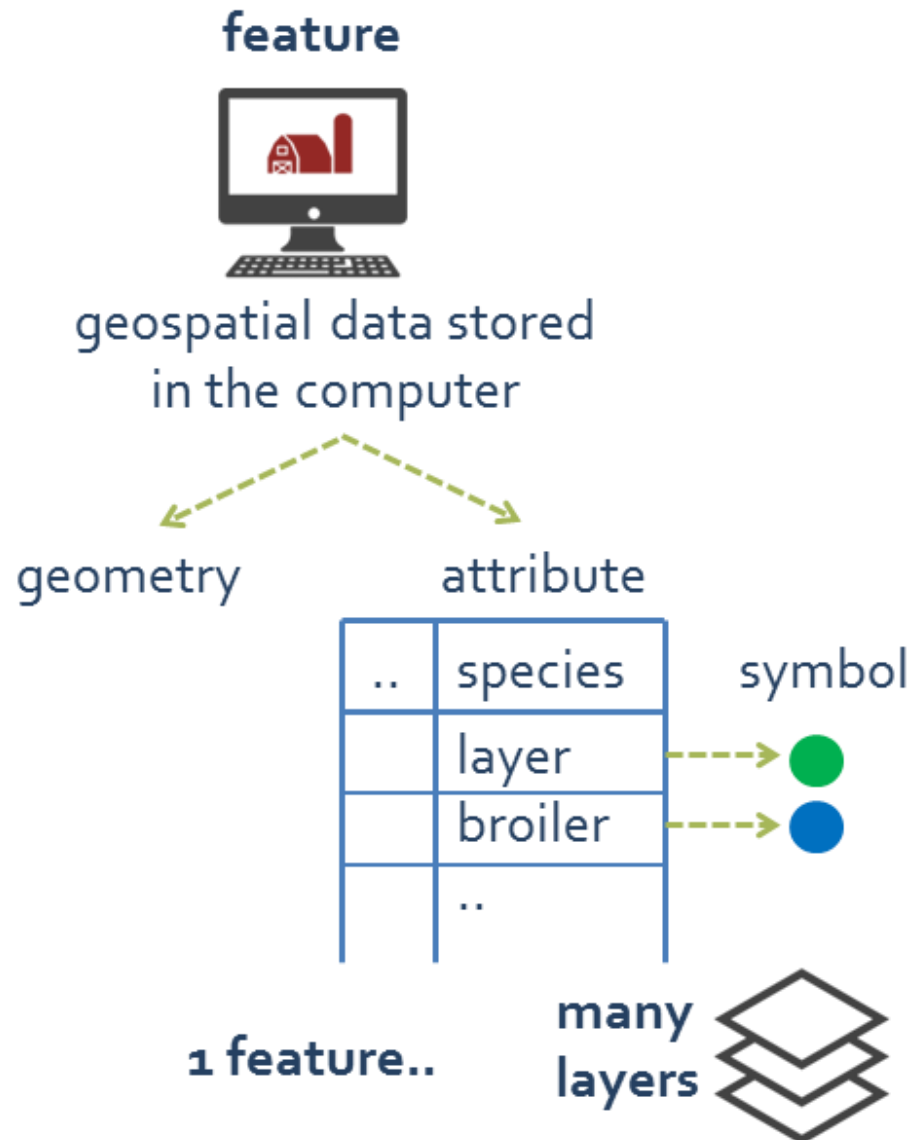 feature
geospatial data stored
in the computer
geometry
attribute
.. species
symbol
layer
broiler
..
1 feature..
many
layers